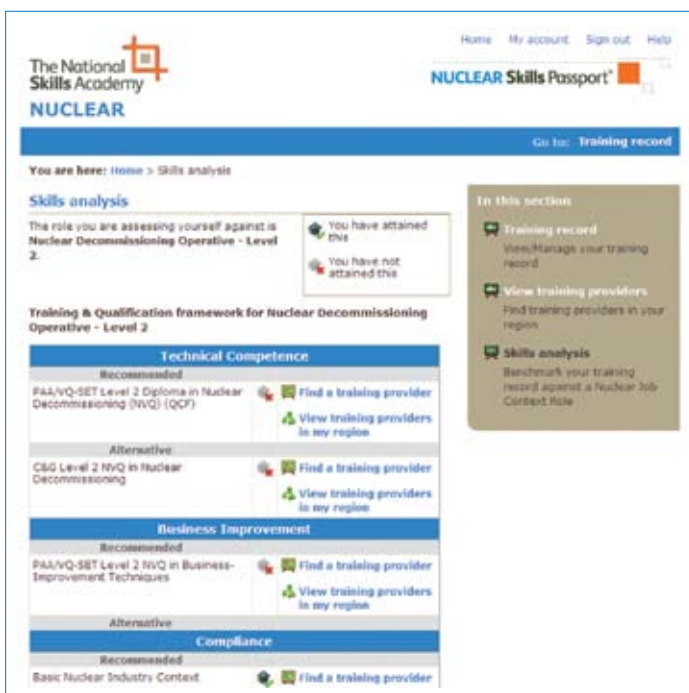 Home My account Sign out Help
The National
Skills Academy
NUCLEAR
NUCLEAR Skills Passport
Go to: Training record
You are here: Home > Skills analysis
Skills analysis
The role you are assessing yourself against is
Nuclear Decommissioning Operative - Level
2.
You have attained
this
You have not
attained this
Training & Qualification framework for Nuclear Decommissioning
Operative - Level 2
Technical Competence
Recommended
PAA/VQ-SET Level 2 Diploma in Nuclear
Decommissioning (NVQ) (QCF)
Find a training provider
View training providers
in my region
Alternative
C&G Level 2 NVQ in Nuclear
Decommissioning
Find a training provider
View training providers
in my region
Business Improvement
Recommended
PAA/VQ-SET Level 2 NVQ in Business-
Improvement Techniques
Find a training provider
View training providers
in my region
Alternative
Compliance
Recommended
Basic Nuclear Industry Context
Find a training provider
In this section
Training record
View/Manage your training
record
View training providers
Find training providers in your
region
Skills analysis
Benchmark your training
record against a Nuclear Job
Context Role